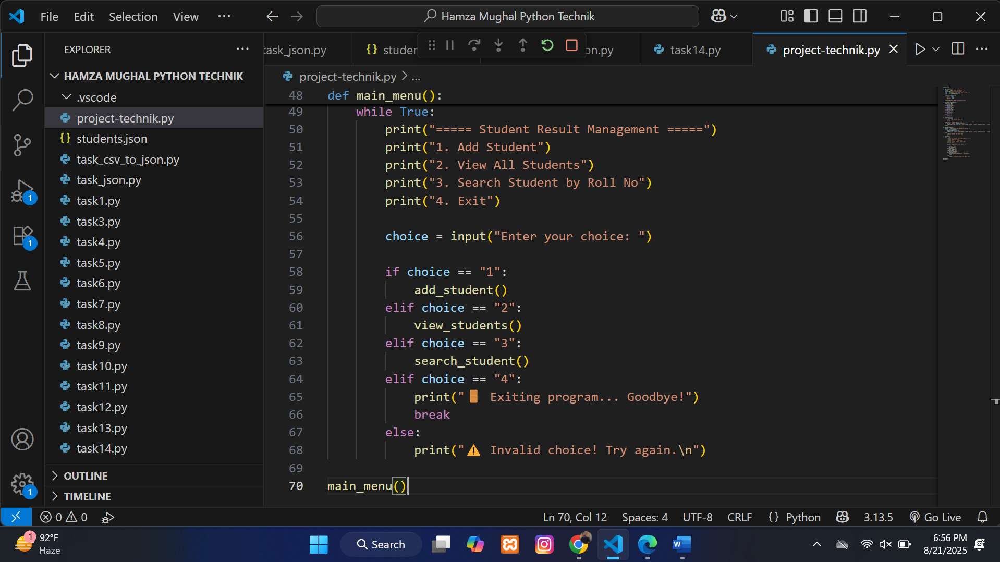 File Edit Selection View ···
Hamza Mughal Python Technik
EXPLORER ···
HAMZA MUGHAL PYTHON TECHNIK
.vscode
project-technik.py
{} students.json
task_csv_to_json.py
task_json.py
task1.py
task3.py
task4.py
task5.py
task6.py
task7.py
task8.py
task9.py
task10.py
task11.py
task12.py
task13.py
task14.py
OUTLINE
TIMELINE
1
1
1
task_json.py {} studen on.py task14.py project-technik.py
project-technik.py > ...
48 def main_menu():
49 while True:
50 print("===== Student Result Management =====")
51 print("1. Add Student")
52 print("2. View All Students")
53 print("3. Search Student by Roll No")
54 print("4. Exit")
55
56 choice = input("Enter your choice: ")
57
58 if choice == "1":
59 add_student()
60 elif choice == "2":
61 view_students()
62 elif choice == "3":
63 search_student()
64 elif choice == "4":
65 print("🚪 Exiting program... Goodbye!")
66 break
67 else:
68 print("⚠️ Invalid choice! Try again.\n")
69
70 main_menu()
0 0 Ln 70, Col 12 Spaces: 4 UTF-8 CRLF {} Python 3.13.5 Go Live
1 92°F
Haze
Search
6:56 PM
8/21/2025